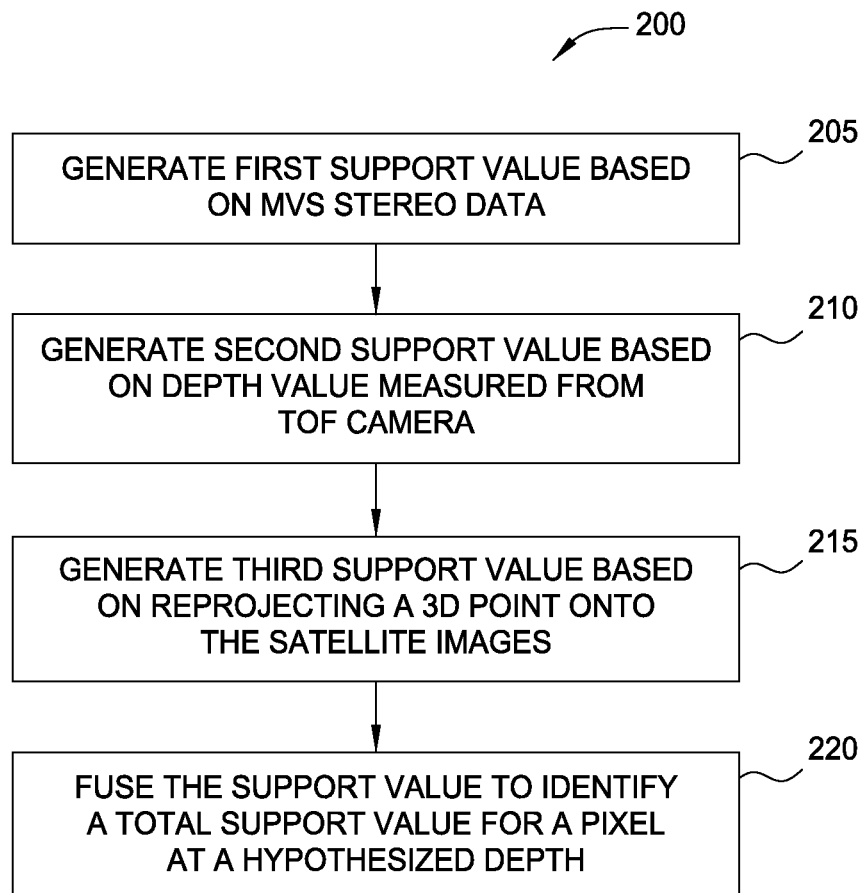 200
205
GENERATE FIRST SUPPORT VALUE BASED
ON MVS STEREO DATA
210
GENERATE SECOND SUPPORT VALUE BASED
ON DEPTH VALUE MEASURED FROM
TOF CAMERA
215
GENERATE THIRD SUPPORT VALUE BASED
ON REPROJECTING A 3D POINT ONTO
THE SATELLITE IMAGES
220
FUSE THE SUPPORT VALUE TO IDENTIFY
A TOTAL SUPPORT VALUE FOR A PIXEL
AT A HYPOTHESIZED DEPTH